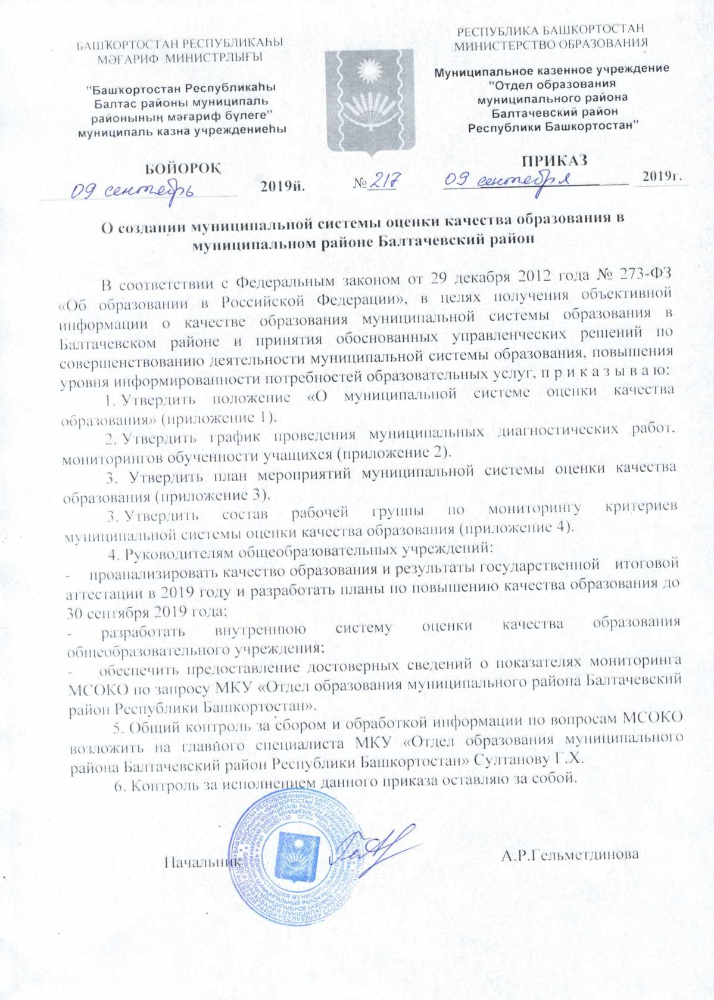 БАШҠОРТОСТАН РЕСПУБЛИКАҺЫ
МӘҒАРИФ МИНИСТРЛЫҒЫ
"Башҡортостан Республикаһы
Балтас районы муниципаль
районының мәғариф бүлеге"
муниципаль казна учреждениеһы
БОЙОРОҚ
09 сентябрь 2019й.
РЕСПУБЛИКА БАШКОРТОСТАН
МИНИСТЕРСТВО ОБРАЗОВАНИЯ
Муниципальное казенное учреждение
"Отдел образования
муниципального района
Балтачевский район
Республики Башкортостан"
ПРИКАЗ
№ 217 09 сентября 2019г.
О создании муниципальной системы оценки качества образования в
муниципальном районе Балтачевский район
В соответствии с Федеральным законом от 29 декабря 2012 года № 273-ФЗ
«Об образовании в Российской Федерации», в целях получения объективной
информации о качестве образования муниципальной системы образования в
Балтачевском районе и принятия обоснованных управленческих решений по
совершенствованию деятельности муниципальной системы образования, повышения
уровня информированности потребностей образовательных услуг, п р и к а з ы в а ю:
1. Утвердить положение «О муниципальной системе оценки качества
образования» (приложение 1).
2. Утвердить график проведения муниципальных диагностических работ,
мониторингов обученности учащихся (приложение 2).
3. Утвердить план мероприятий муниципальной системы оценки качества
образования (приложение 3).
3. Утвердить состав рабочей группы по мониторингу критериев
муниципальной системы оценки качества образования (приложение 4).
4. Руководителям общеобразовательных учреждений:
- проанализировать качество образования и результаты государственной итоговой
аттестации в 2019 году и разработать планы по повышению качества образования до
30 сентября 2019 года;
- разработать внутреннюю систему оценки качества образования
общеобразовательного учреждения;
- обеспечить предоставление достоверных сведений о показателях мониторинга
МСОКО по запросу МКУ «Отдел образования муниципального района Балтачевский
район Республики Башкортостан».
5. Общий контроль за сбором и обработкой информации по вопросам МСОКО
возложить на главного специалиста МКУ «Отдел образования муниципального
района Балтачевский район Республики Башкортостан» Султанову Г.Х.
6. Контроль за исполнением данного приказа оставляю за собой.
Начальник А.Р.Гельметдинова